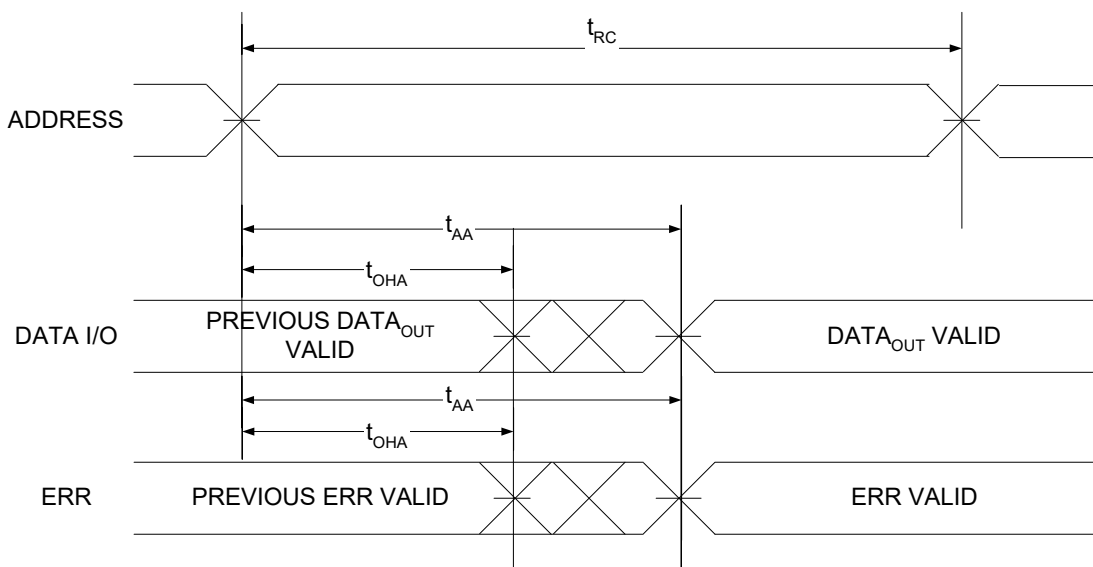 tRC
ADDRESS
tAA
tOHA
DATA I/O
PREVIOUS DATAOUT
VALID
DATAOUT VALID
tAA
tOHA
ERR
PREVIOUS ERR VALID
ERR VALID